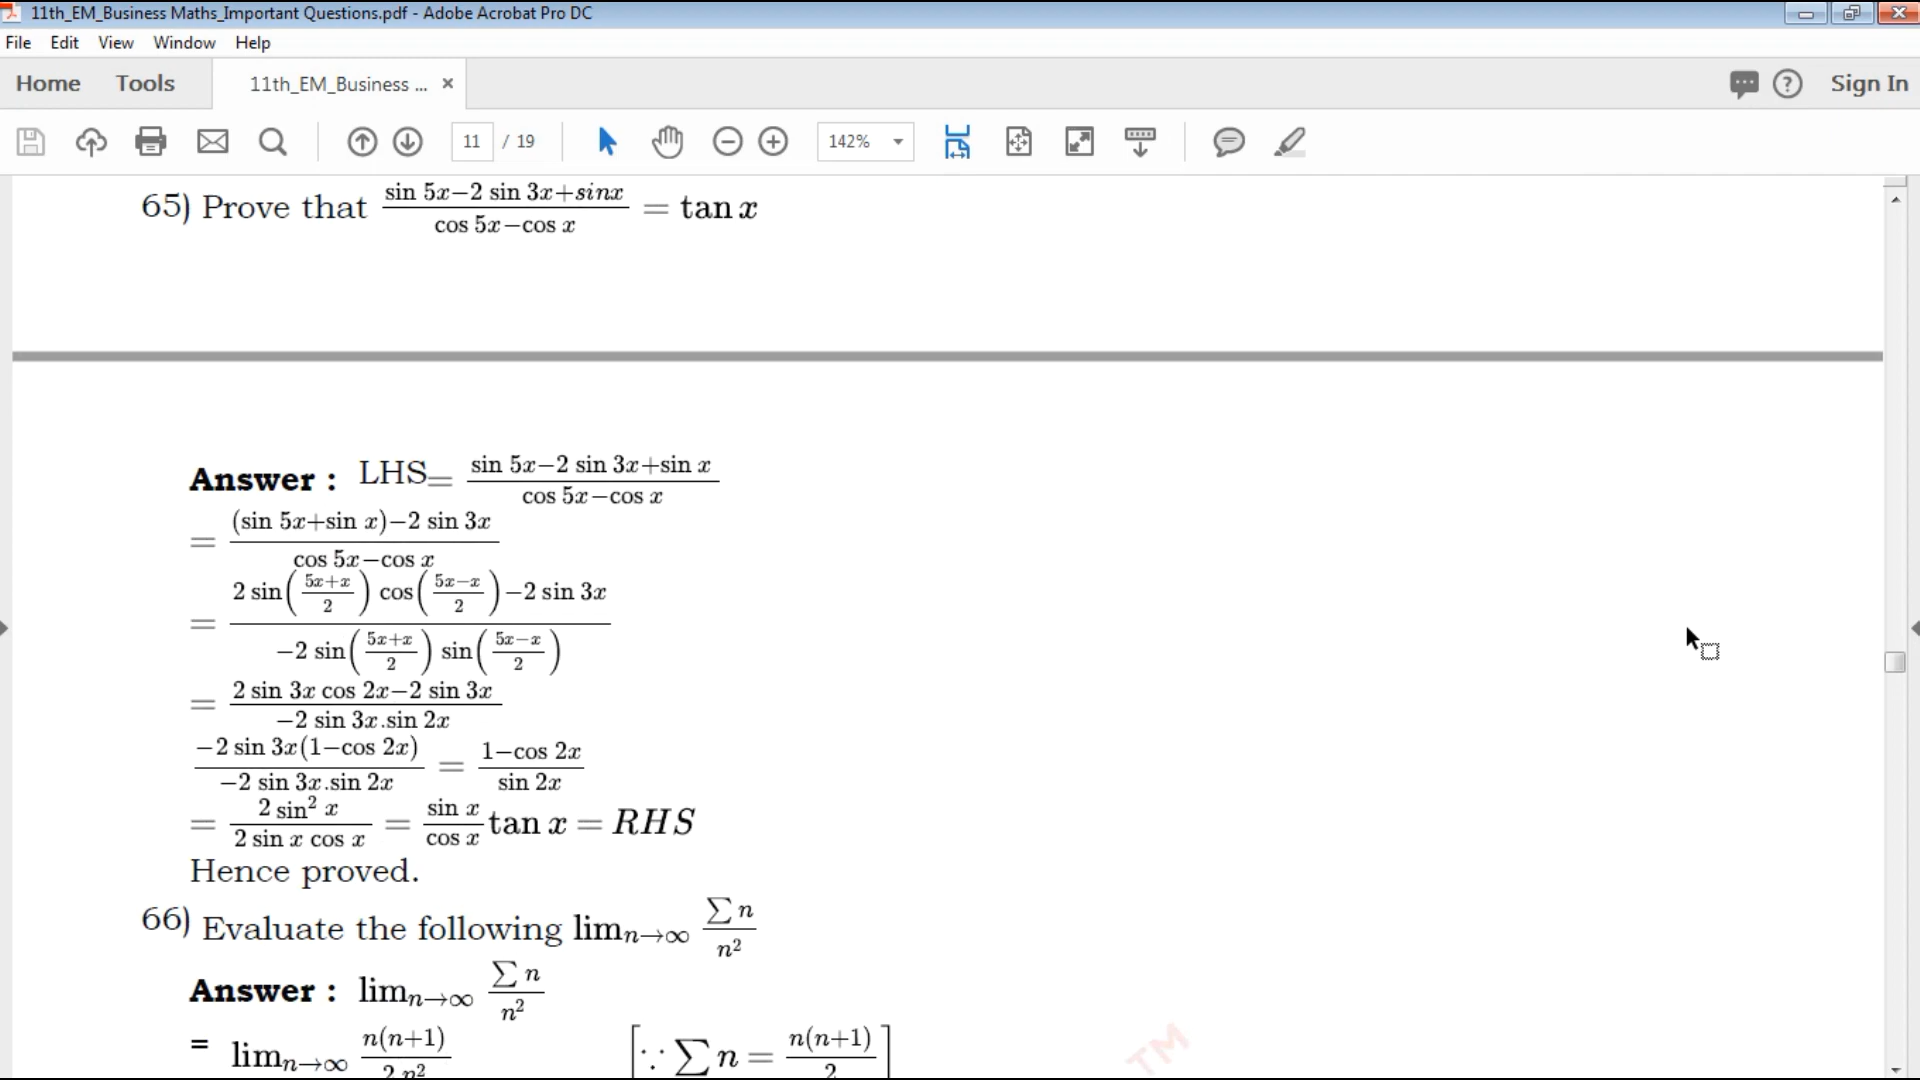 11th_EM_Business Maths_Important Questions.pdf - Adobe Acrobat Pro DC
File Edit View Window Help
Home Tools 11th_EM_Business ... × Sign In
11 / 19 142%
65) Prove that (sin 5x−2 sin 3x+sinx)/(cos 5x−cos x) = tan x
Answer : LHS= (sin 5x−2 sin 3x+sin x)/(cos 5x−cos x)
= ((sin 5x+sin x)−2 sin 3x)/(cos 5x−cos x)
= (2 sin((5x+x)/2) cos((5x−x)/2) −2 sin 3x)/(−2 sin((5x+x)/2) sin((5x−x)/2))
= (2 sin 3x cos 2x−2 sin 3x)/(−2 sin 3x.sin 2x)
(−2 sin 3x(1−cos 2x))/(−2 sin 3x.sin 2x) = (1−cos 2x)/(sin 2x)
= (2 sin² x)/(2 sin x cos x) = (sin x)/(cos x) tan x = RHS
Hence proved.
66) Evaluate the following lim n→∞ (∑ n)/(n²)
Answer : lim n→∞ (∑ n)/(n²)
= lim n→∞ (n(n+1))/(2 n²) [∵ ∑ n = (n(n+1))/2]
TM